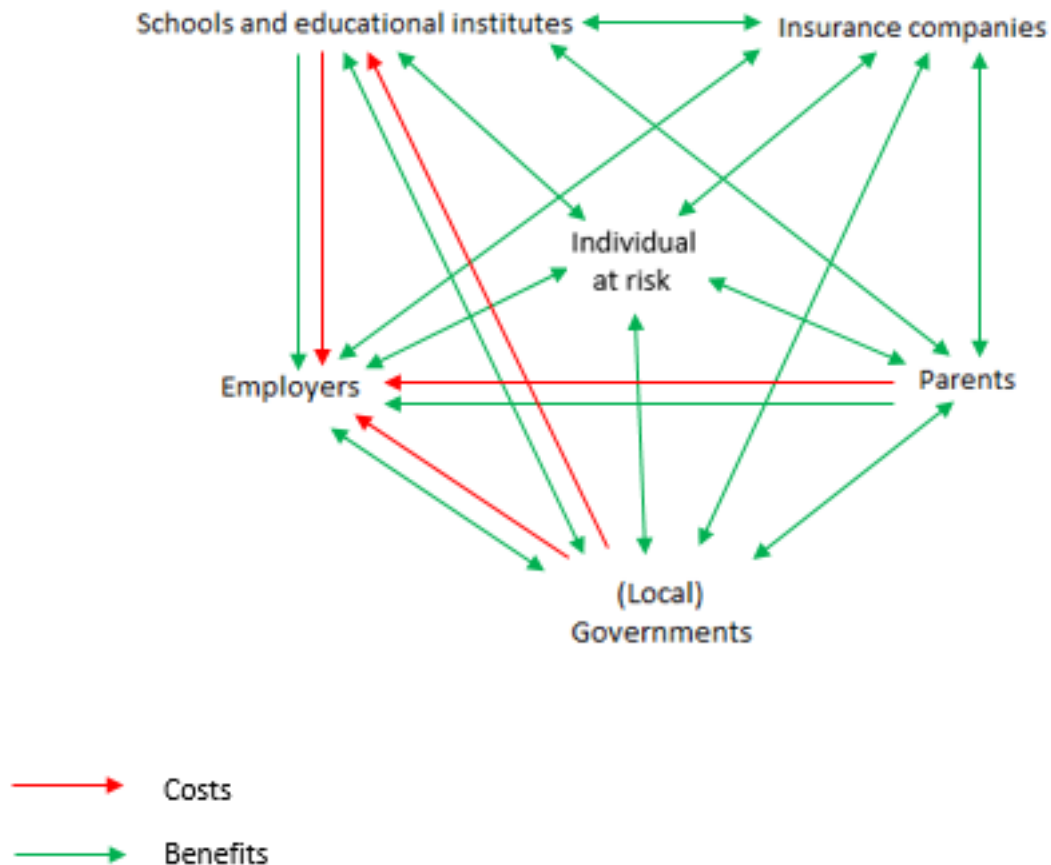 Schools and educational institutes
Insurance companies
Individual
at risk
Employers
Parents
(Local)
Governments
Costs
Benefits